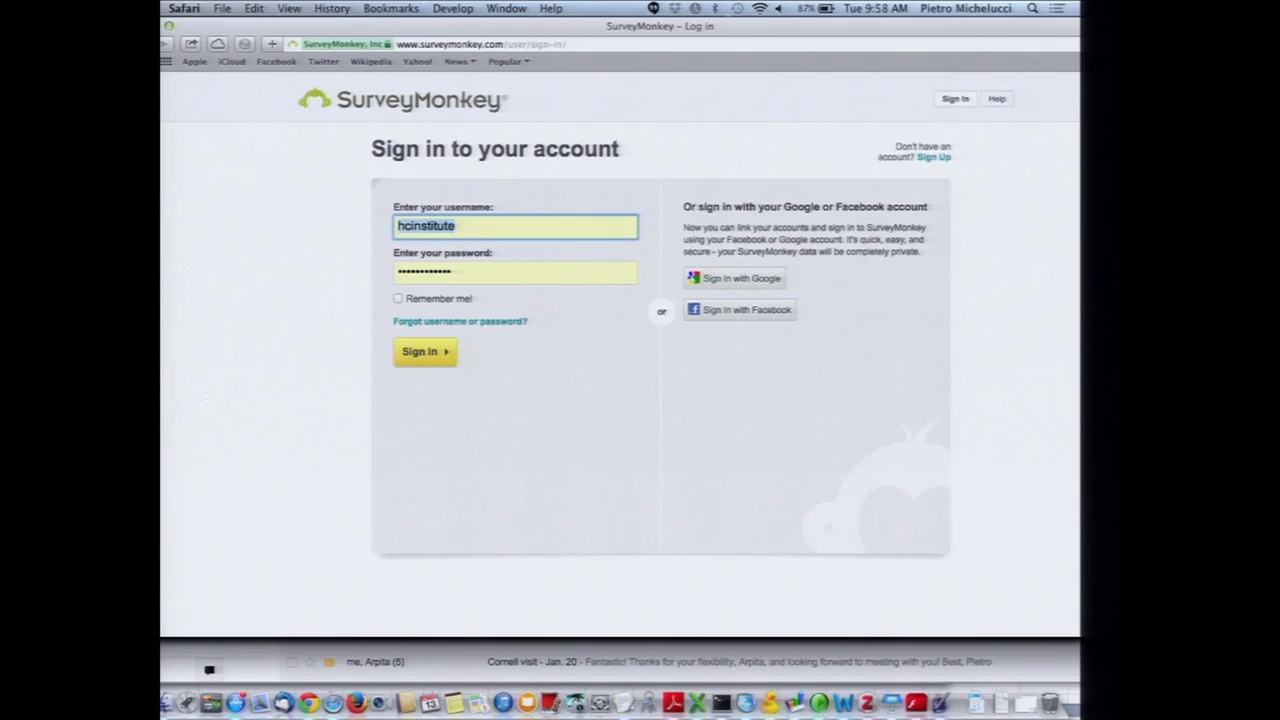 Safari File Edit View History Bookmarks Develop Window Help 87% Tue 9:58 AM Pietro Michelucci
SurveyMonkey – Log in
SurveyMonkey, Inc www.surveymonkey.com/user/sign-in/
Apple iCloud Facebook Twitter Wikipedia Yahoo! News Popular
SurveyMonkey
Sign In Help
Sign in to your account
Don't have an
account? Sign Up
Enter your username:
hcinstitute
Enter your password:
••••••••••••
Remember me!
Forgot username or password?
Sign In
or
Or sign in with your Google or Facebook account
Now you can link your accounts and sign in to SurveyMonkey
using your Facebook or Google account. It's quick, easy, and
secure - your SurveyMonkey data will be completely private.
Sign In with Google
Sign In with Facebook
me, Arpita (5) Cornell visit - Jan. 20 - Fantastic! Thanks for your flexibility, Arpita, and looking forward to meeting with you! Best, Pietro
13